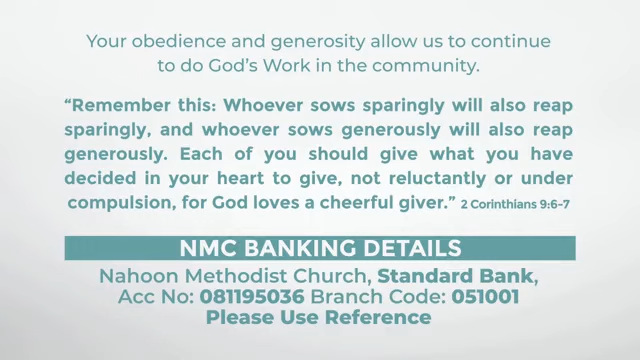 Your obedience and generosity allow us to continue
to do God’s Work in the community.
“Remember this: Whoever sows sparingly will also reap
sparingly, and whoever sows generously will also reap
generously. Each of you should give what you have
decided in your heart to give, not reluctantly or under
compulsion, for God loves a cheerful giver.” 2 Corinthians 9:6-7
NMC BANKING DETAILS
Nahoon Methodist Church, Standard Bank,
Acc No: 081195036 Branch Code: 051001
Please Use Reference